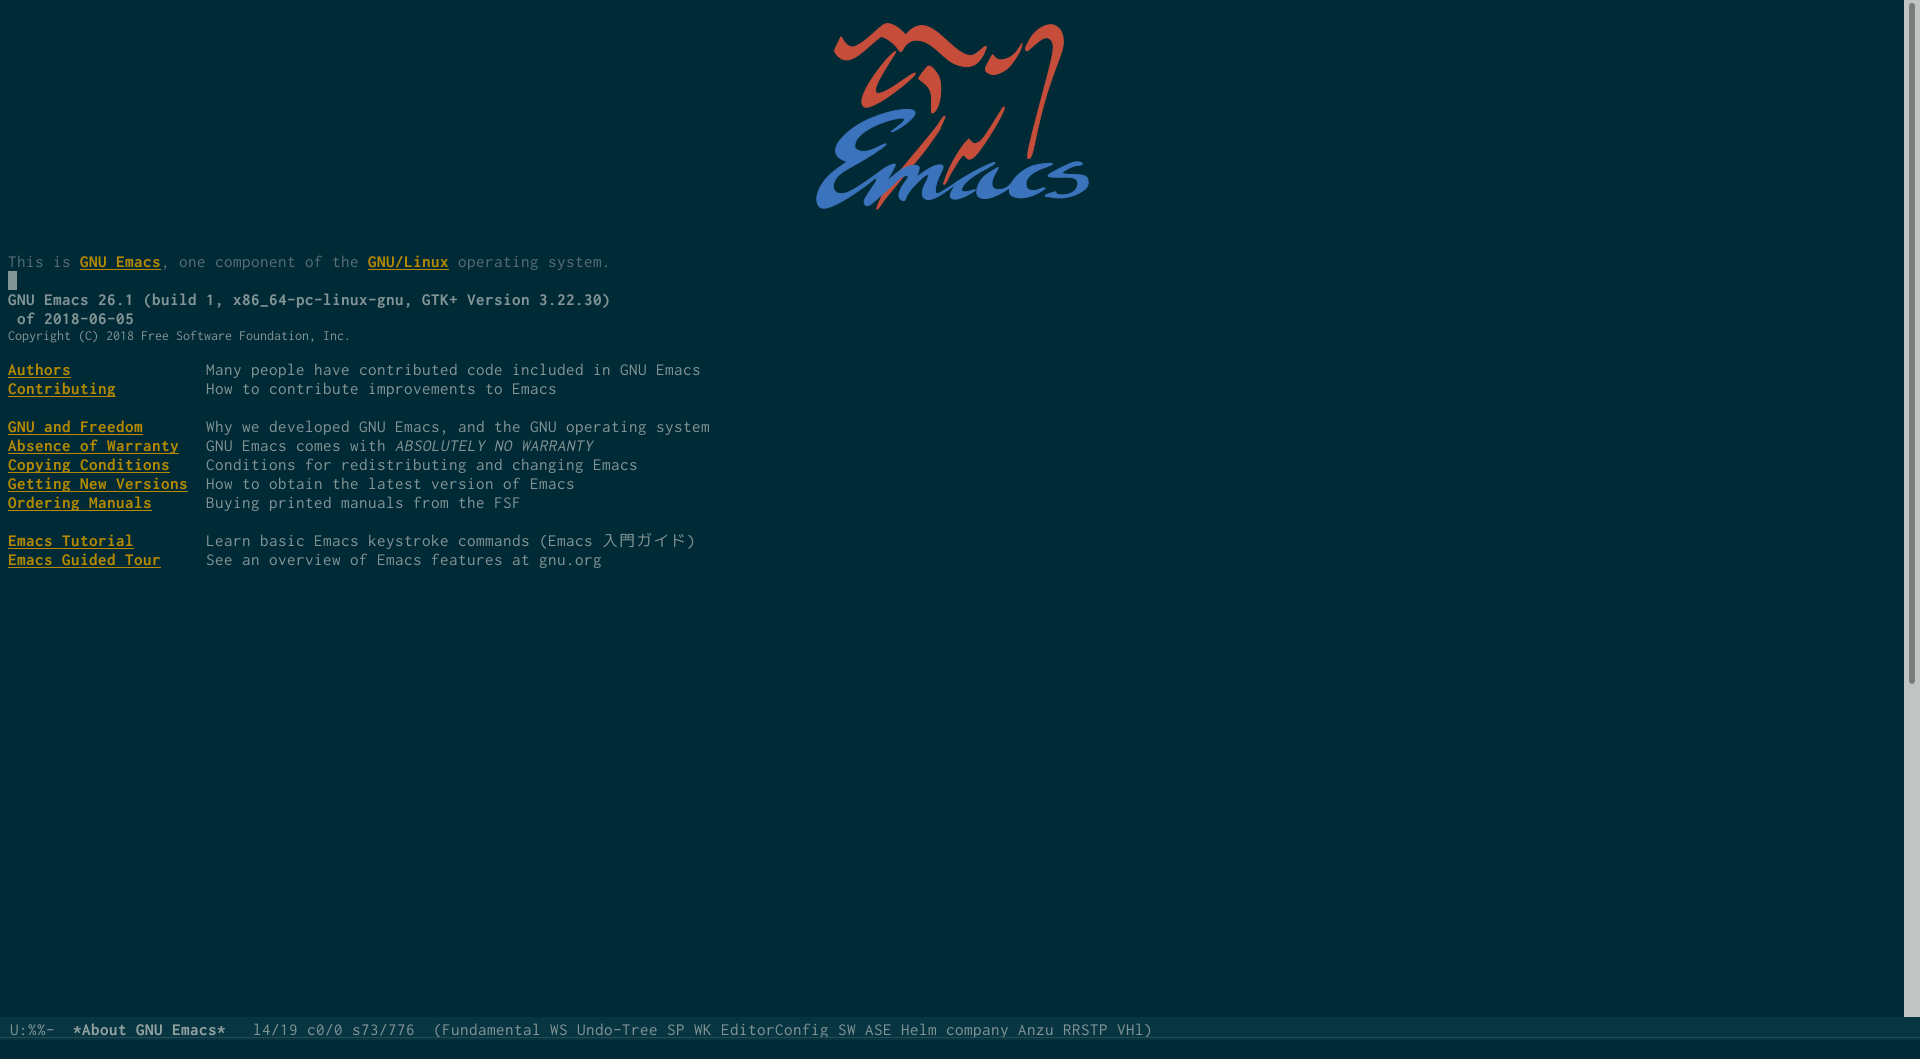 Emacs
This is GNU Emacs, one component of the GNU/Linux operating system.
GNU Emacs 26.1 (build 1, x86_64-pc-linux-gnu, GTK+ Version 3.22.30)
of 2018-06-05
Copyright (C) 2018 Free Software Foundation, Inc.
Authors Many people have contributed code included in GNU Emacs
Contributing How to contribute improvements to Emacs
GNU and Freedom Why we developed GNU Emacs, and the GNU operating system
Absence of Warranty GNU Emacs comes with ABSOLUTELY NO WARRANTY
Copying Conditions Conditions for redistributing and changing Emacs
Getting New Versions How to obtain the latest version of Emacs
Ordering Manuals Buying printed manuals from the FSF
Emacs Tutorial Learn basic Emacs keystroke commands (Emacs 入門ガイド)
Emacs Guided Tour See an overview of Emacs features at gnu.org
U:%%- *About GNU Emacs* l4/19 c0/0 s73/776 (Fundamental WS Undo-Tree SP WK EditorConfig SW ASE Helm company Anzu RRSTP VHl)